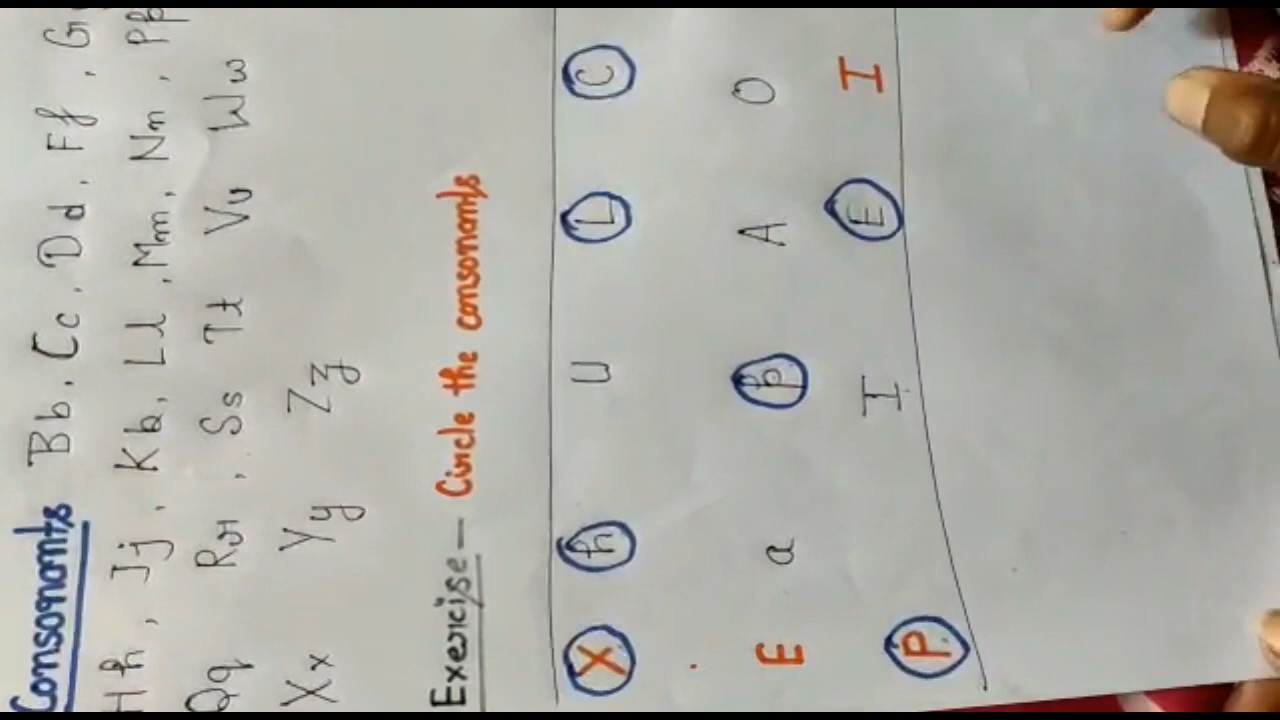 Consonants Bb, Cc, Dd, Ff, G
Hh, Jj, Kk, Ll, Mm, Nn, Pp
Qq Rr, Ss Tt Vv Ww
Xx Yy Zz
Exercise- Circle the consonants
X h U L C
E a p A O
P I E I